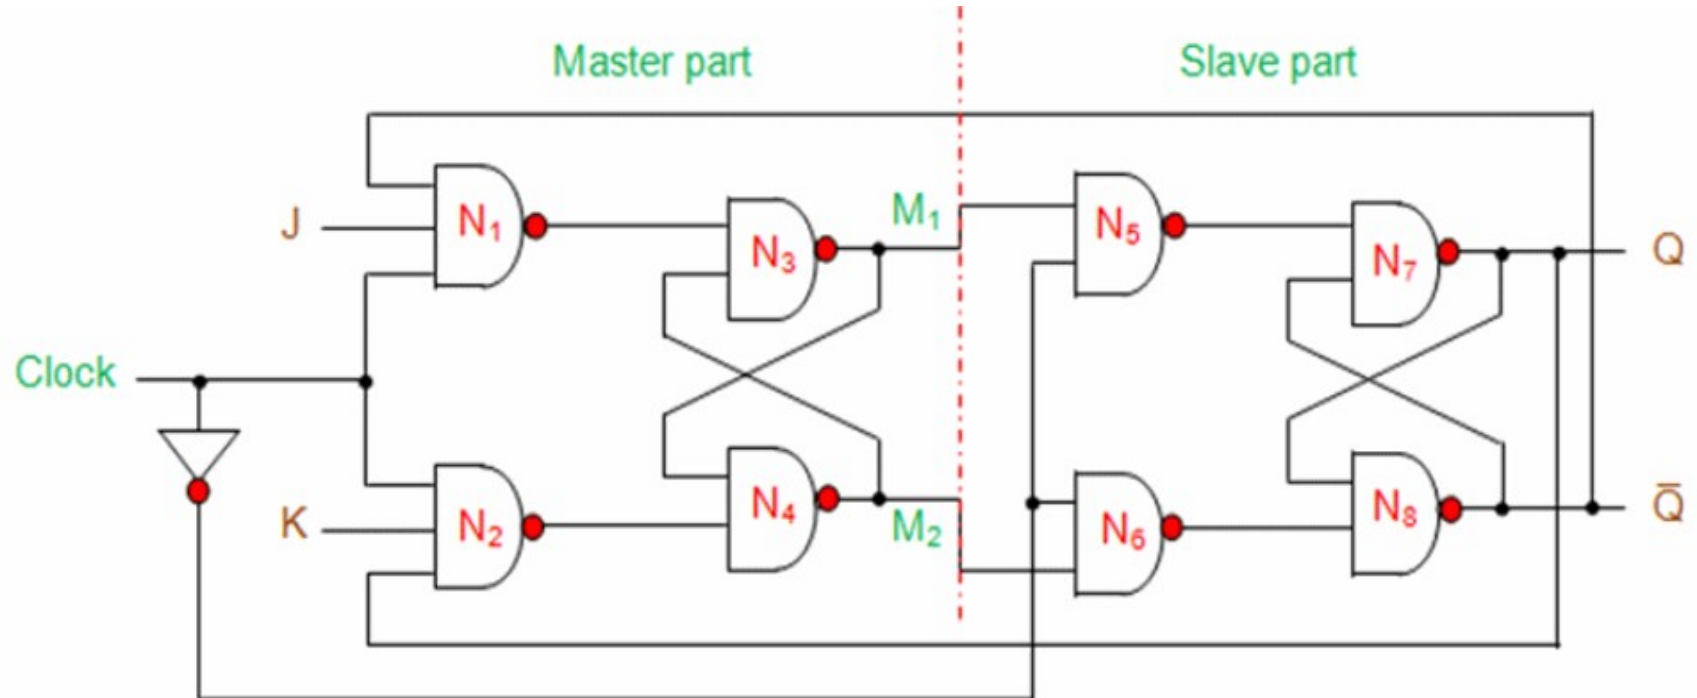 Master part
Slave part
J
N₁
N₃
M₁
N₅
N₇
Q
Clock
K
N₂
N₄
M₂
N₆
N₈
Q̅